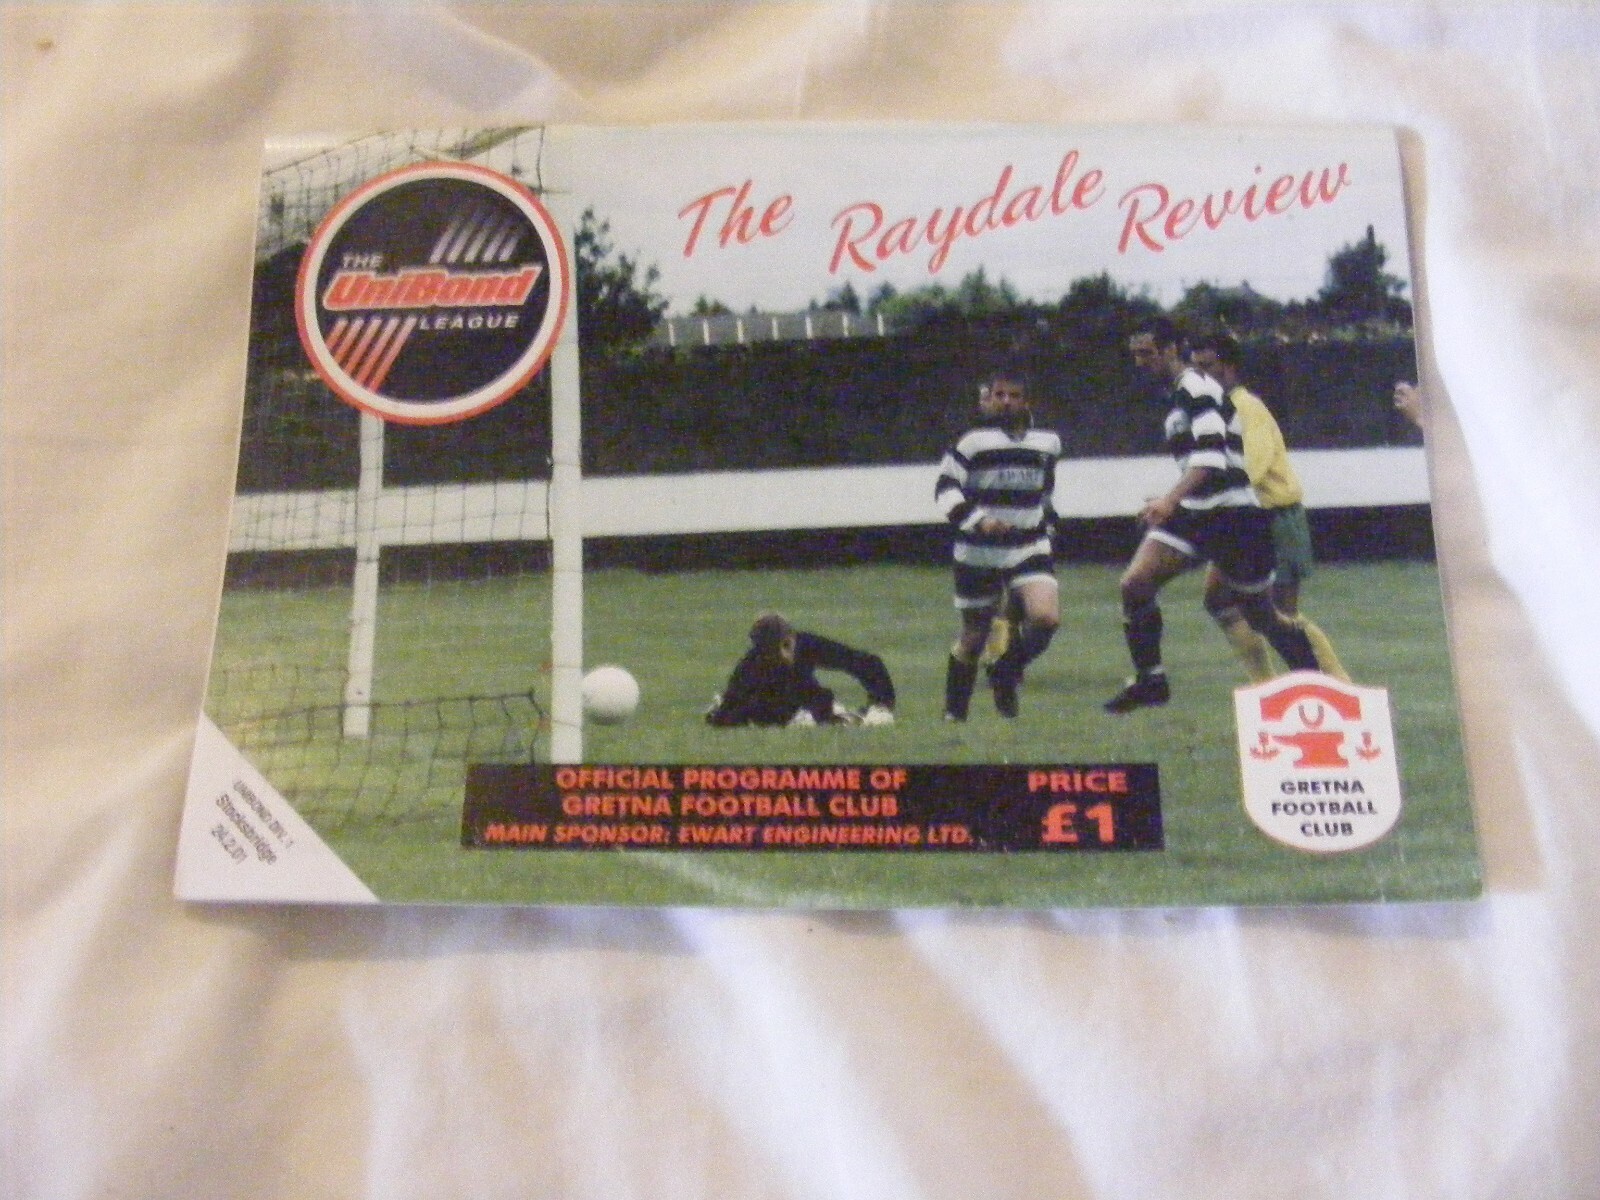 The Raydale Review
THE
UniBond
LEAGUE
OFFICIAL PROGRAMME OF
GRETNA FOOTBALL CLUB
MAIN SPONSOR: EWART ENGINEERING LTD.
PRICE
£1
GRETNA
FOOTBALL
CLUB
UNIBOND DIV. 1
Stocksbridge
24.2.01